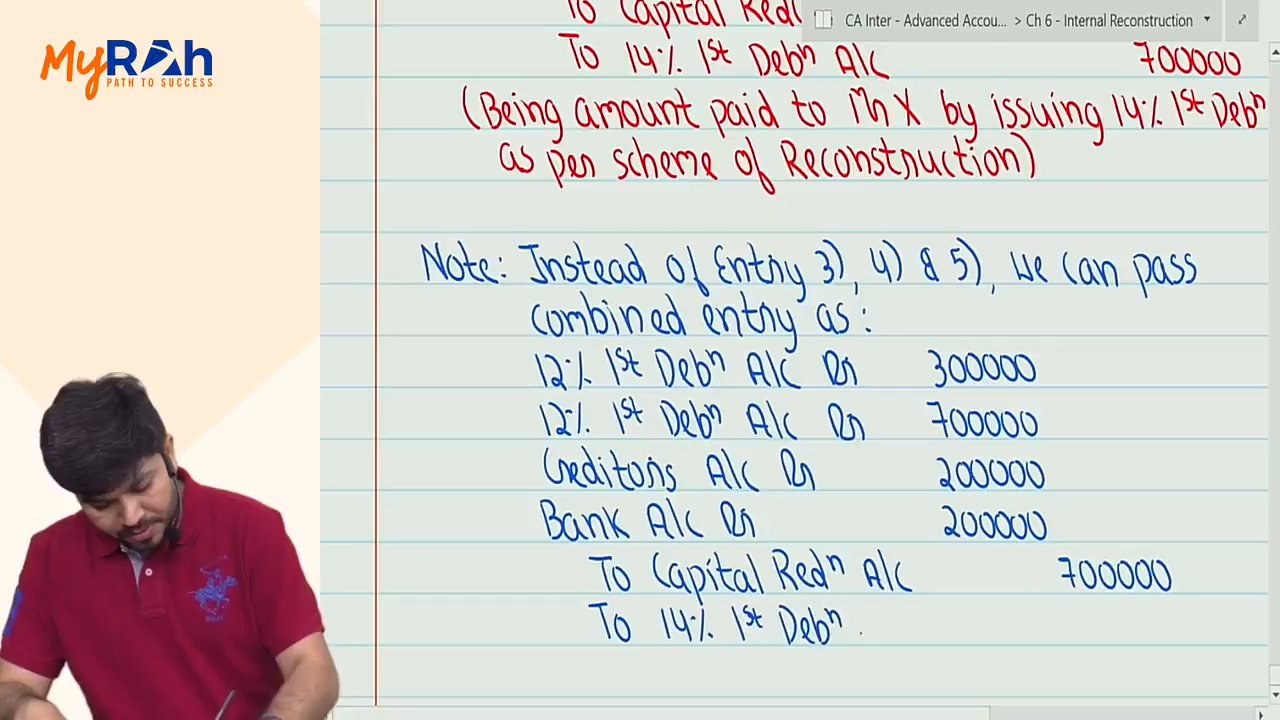 MyRAh
PATH TO SUCCESS
CA Inter - Advanced Accou... > Ch 6 - Internal Reconstruction
To Capital Red
To 14% 1st Debn A/c 700000
(Being amount paid to Mr X by issuing 14% 1st Debn
as per scheme of Reconstruction)
Note: Instead of Entry 3), 4) & 5), we can pass
combined entry as:
12% 1st Debn A/c Dr 300000
12% 1st Debn A/c Dr 700000
Creditors A/c Dr 200000
Bank A/c Dr 200000
To Capital Redn A/c 700000
To 14% 1st Debn